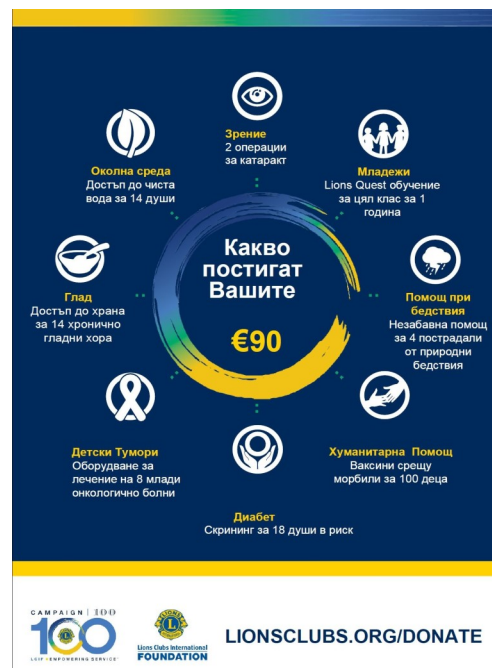 Зрение
2 операции
за катаракт
Околна среда
Достъп до чиста
вода за 14 души
Младежи
Lions Quest обучение
за цял клас за 1
година
Какво
постигат
Вашите
€90
Глад
Достъп до храна
за 14 хронично
гладни хора
Помощ при
бедствия
Незабавна помощ
за 4 пострадали
от природни
бедствия
Детски Тумори
Оборудване за
лечение на 8 млади
онкологично болни
Хуманитарна Помощ
Ваксини срещу
морбили за 100 деца
Диабет
Скрининг за 18 души в риск
CAMPAIGN | 100
100
LCIF EMPOWERING SERVICE
Lions Clubs International
FOUNDATION
LIONSCLUBS.ORG/DONATE